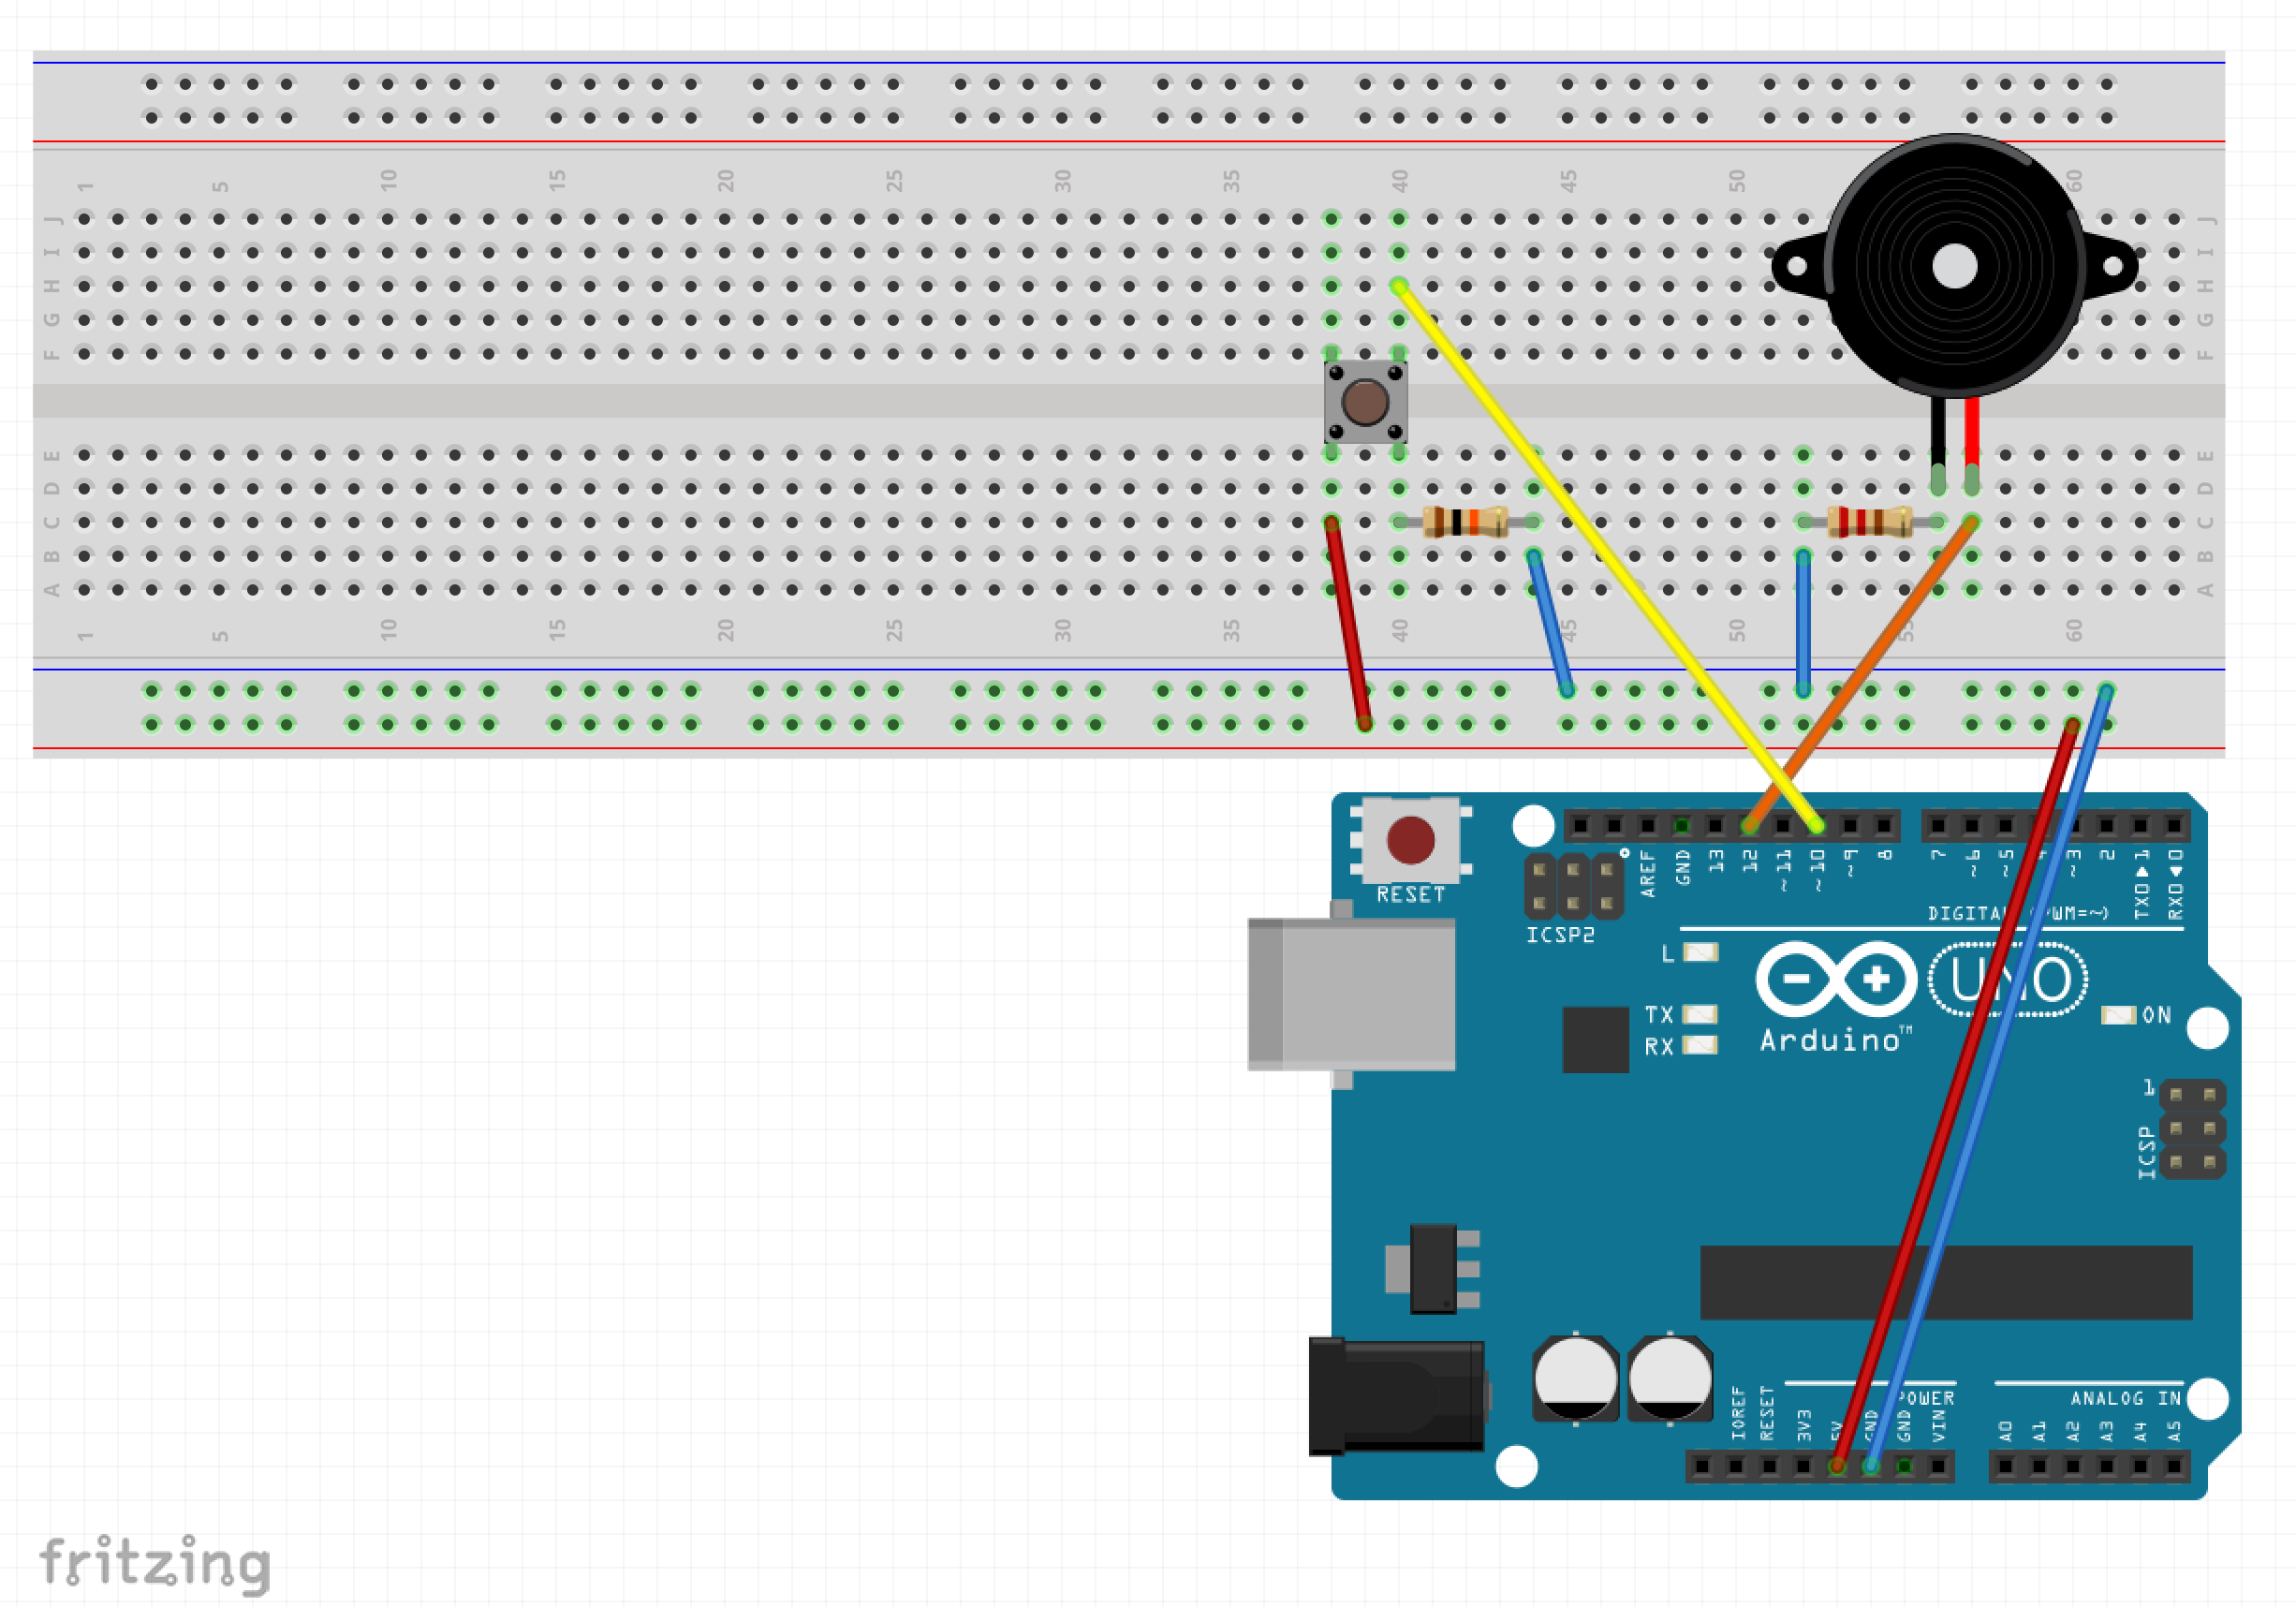 1 5 10 15 20 25 30 35 40 45 50 60
J J
I I
H H
G G
F F
E E
D D
C C
B B
A A
1 5 10 15 20 25 30 35 40 45 50 55 60
RESET
AREF GND 13 12 ~11 ~10 ~9 8 7 ~6 ~5 4 ~3 2 TX0▶1 RX0◀0
ICSP2
DIGITAL (PWM=~)
L
TX
RX
UNO
Arduino™
ON
1
ICSP
POWER
ANALOG IN
IOREF RESET 3V3 5V GND GND VIN A0 A1 A2 A3 A4 A5
fritzing